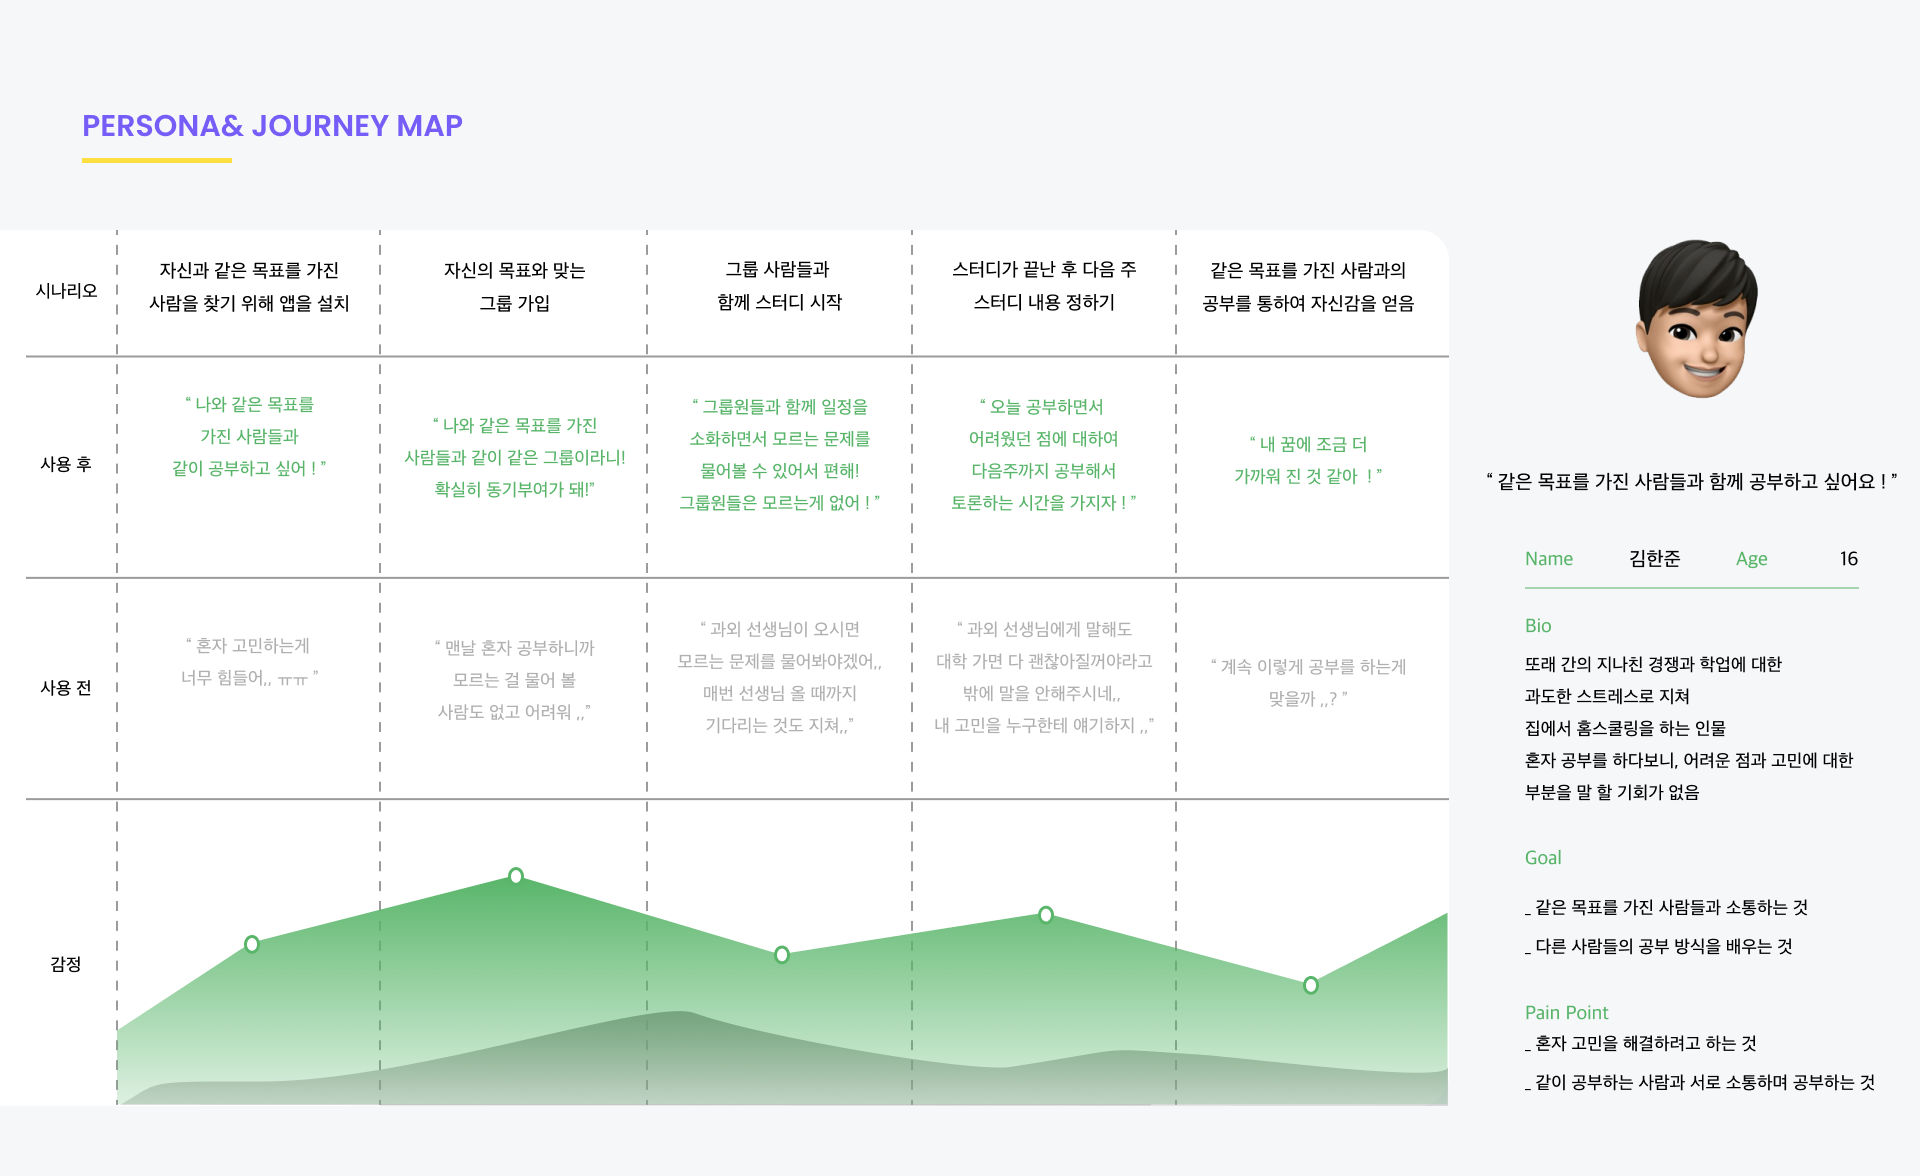 PERSONA& JOURNEY MAP
시나리오
자신과 같은 목표를 가진
사람을 찾기 위해 앱을 설치
자신의 목표와 맞는
그룹 가입
그룹 사람들과
함께 스터디 시작
스터디가 끝난 후 다음 주
스터디 내용 정하기
같은 목표를 가진 사람과의
공부를 통하여 자신감을 얻음
사용 후
“ 나와 같은 목표를
가진 사람들과
같이 공부하고 싶어 ! ”
“ 나와 같은 목표를 가진
사람들과 같이 같은 그룹이라니!
확실히 동기부여가 돼!”
“ 그룹원들과 함께 일정을
소화하면서 모르는 문제를
물어볼 수 있어서 편해!
그룹원들은 모르는게 없어 ! ”
“ 오늘 공부하면서
어려웠던 점에 대하여
다음주까지 공부해서
토론하는 시간을 가지자 ! ”
“ 내 꿈에 조금 더
가까워 진 것 같아 ! ”
사용 전
“ 혼자 고민하는게
너무 힘들어,, ㅠㅠ ”
“ 맨날 혼자 공부하니까
모르는 걸 물어 볼
사람도 없고 어려워 ,,”
“ 과외 선생님이 오시면
모르는 문제를 물어봐야겠어,,
매번 선생님 올 때까지
기다리는 것도 지쳐,,”
“ 과외 선생님에게 말해도
대학 가면 다 괜찮아질꺼야라고
밖에 말을 안해주시네,,
내 고민을 누구한테 얘기하지 ,,”
“ 계속 이렇게 공부를 하는게
맞을까 ,,? ”
감정
“ 같은 목표를 가진 사람들과 함께 공부하고 싶어요 ! ”
Name 김한준 Age 16
Bio
또래 간의 지나친 경쟁과 학업에 대한
과도한 스트레스로 지쳐
집에서 홈스쿨링을 하는 인물
혼자 공부를 하다보니, 어려운 점과 고민에 대한
부분을 말 할 기회가 없음
Goal
_ 같은 목표를 가진 사람들과 소통하는 것
_ 다른 사람들의 공부 방식을 배우는 것
Pain Point
_ 혼자 고민을 해결하려고 하는 것
_ 같이 공부하는 사람과 서로 소통하며 공부하는 것